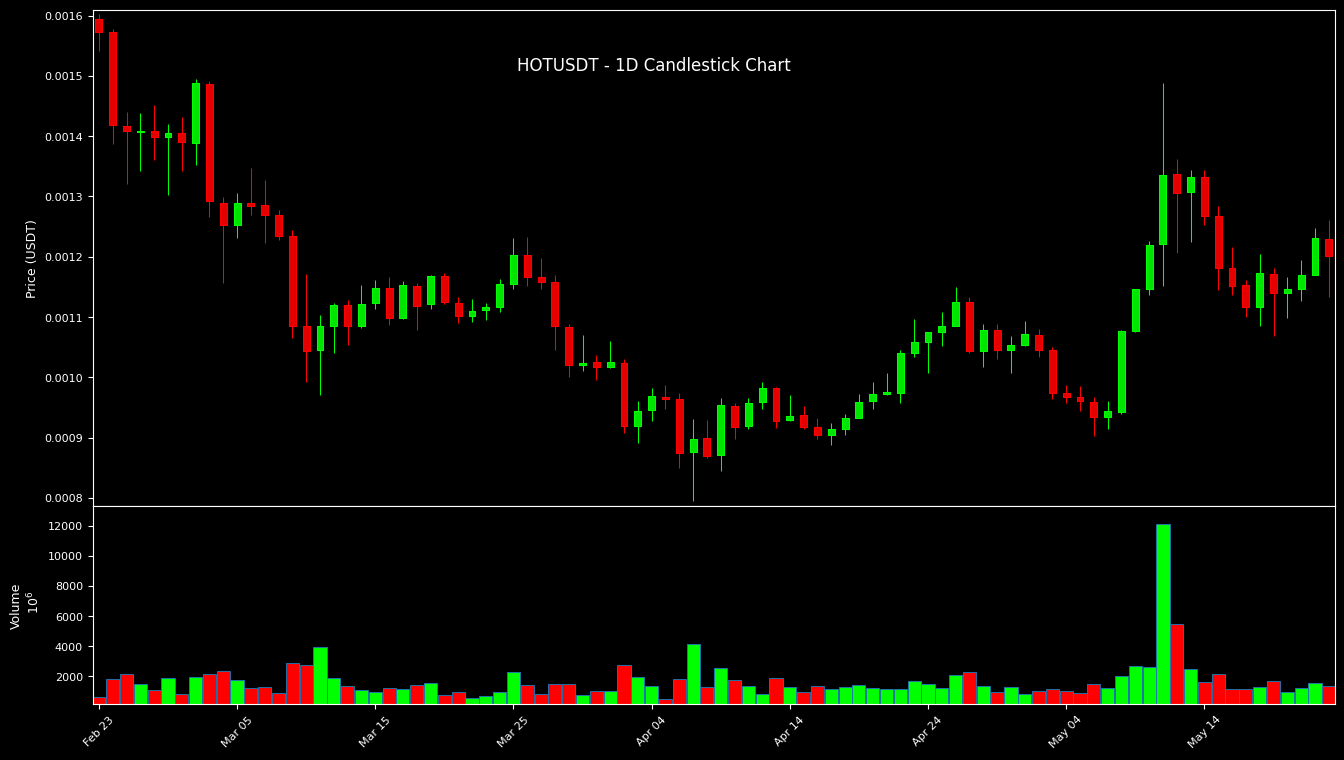 HOTUSDT - 1D Candlestick Chart
Price (USDT)
0.0016
0.0015
0.0014
0.0013
0.0012
0.0011
0.0010
0.0009
0.0008
Volume
10^6
12000
10000
8000
6000
4000
2000
Feb 23
Mar 05
Mar 15
Mar 25
Apr 04
Apr 14
Apr 24
May 04
May 14